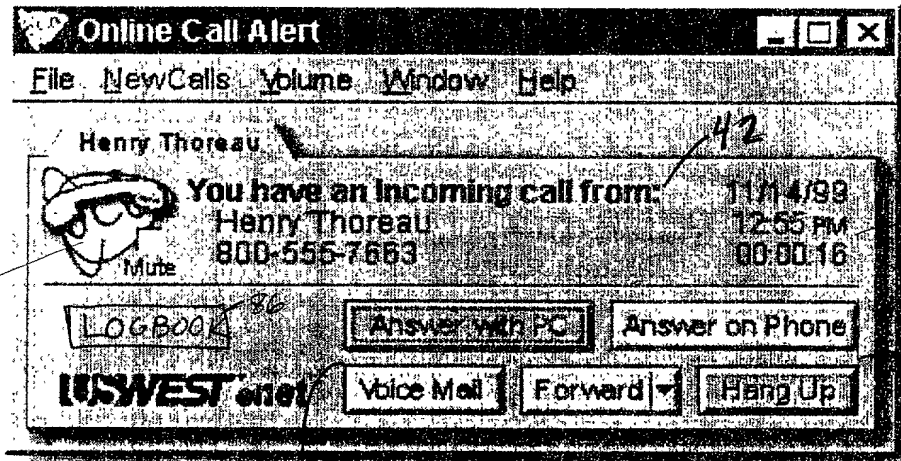 Online Call Alert
File NewCalls Volume Window Help
42
Henry Thoreau
You have an incoming call from: 11/14/99
Henry Thoreau 12:55 PM
800-555-7663 00:00:16
Mute
LOGBOOK 86 Answer with PC Answer on Phone
USWEST .enet Voice Mail Forward Hang Up